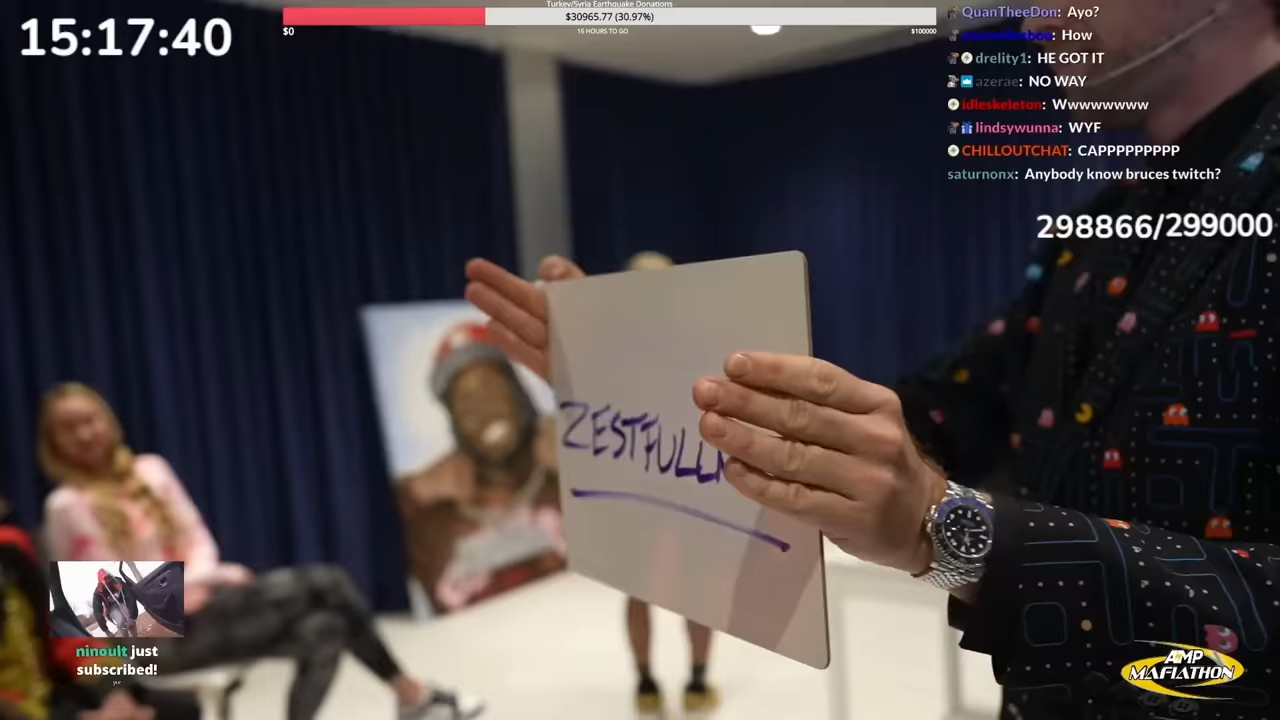 15:17:40
Turkey/Syria Earthquake Donations
$30965.77 (30.97%)
$0
16 HOURS TO GO
$100000
QuanTheeDon: Ayo?
How
drelity1: HE GOT IT
azerae: NO WAY
idleskeleton: Wwwwwwww
lindsywunna: WYF
CHILLOUTCHAT: CAPPPPPPPPP
saturnonx: Anybody know bruces twitch?
298866/299000
ZESTFULL
ninoult just
subscribed!
AMP
MAFIATHON